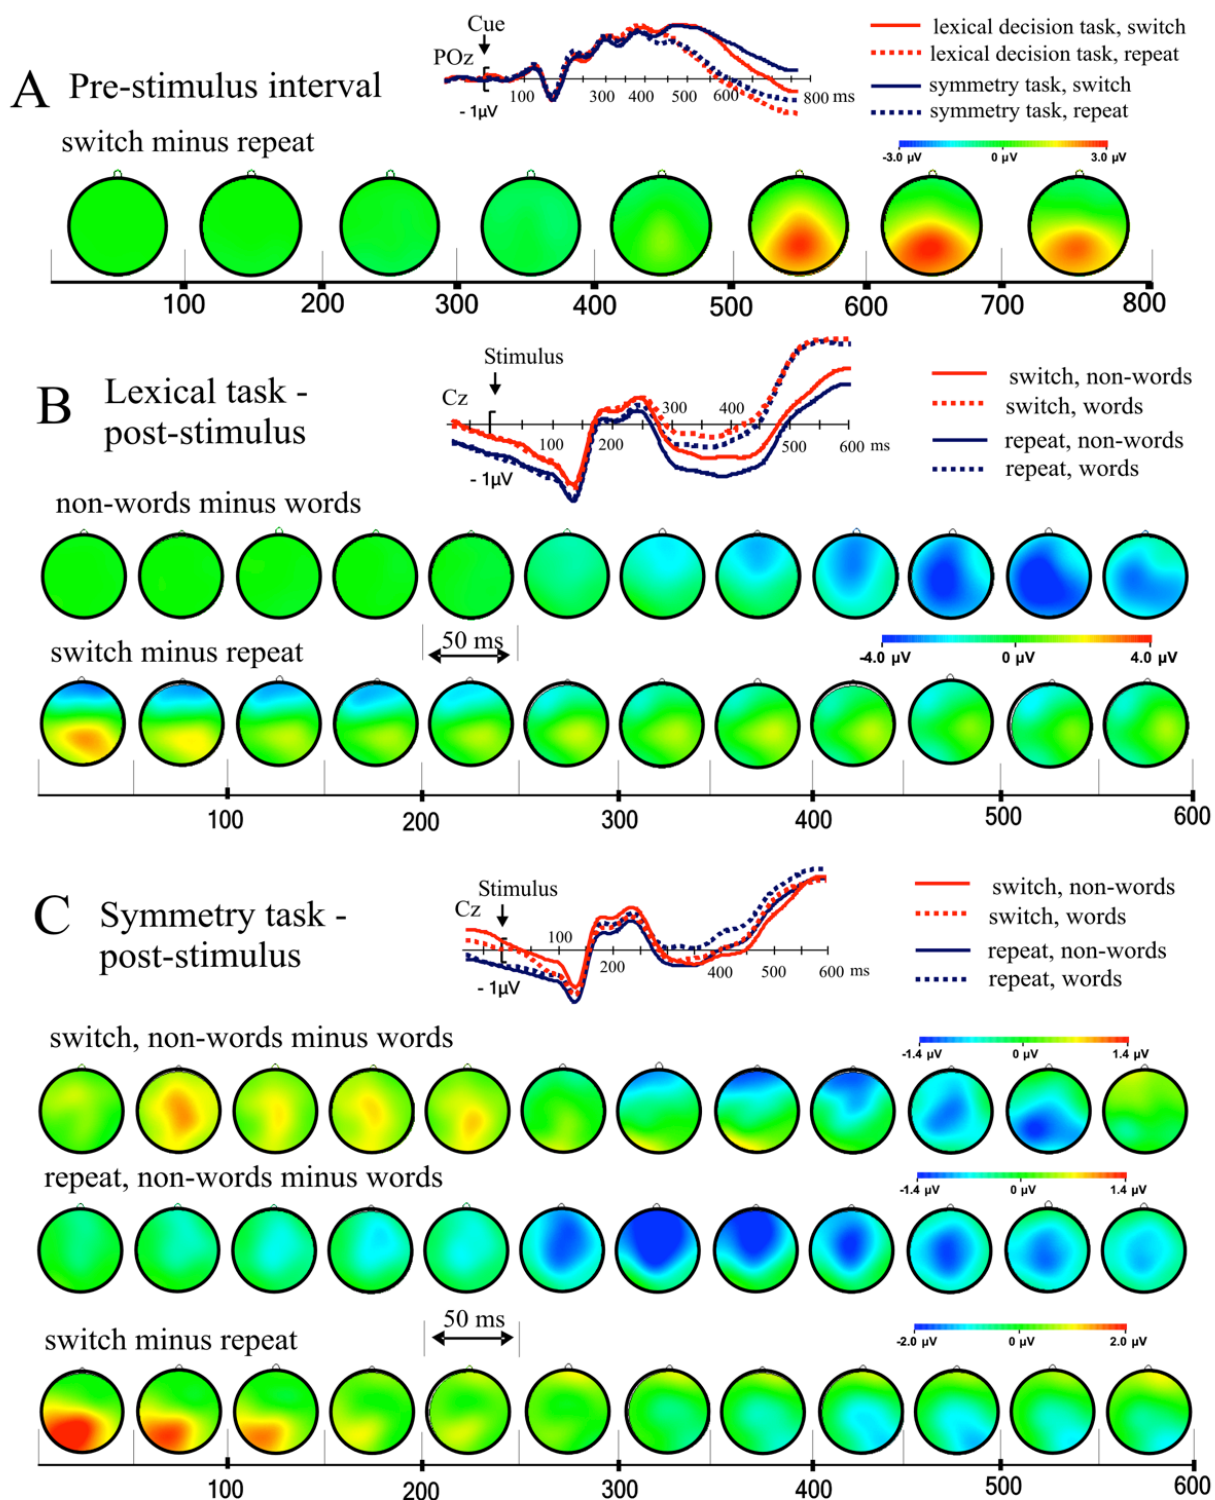 A Pre-stimulus interval
Cue
POz
- 1µV
100 300 400 500 600 800 ms
lexical decision task, switch
lexical decision task, repeat
symmetry task, switch
symmetry task, repeat
switch minus repeat
-3.0 µV 0 µV 3.0 µV
100 200 300 400 500 600 700 800
B Lexical task -
post-stimulus
Stimulus
Cz
- 1µV
100 200 300 400 500 600 ms
switch, non-words
switch, words
repeat, non-words
repeat, words
non-words minus words
switch minus repeat
50 ms
-4.0 µV 0 µV 4.0 µV
100 200 300 400 500 600
C Symmetry task -
post-stimulus
Stimulus
Cz
- 1µV
100 200 400 500 600 ms
switch, non-words
switch, words
repeat, non-words
repeat, words
switch, non-words minus words
-1.4 µV 0 µV 1.4 µV
repeat, non-words minus words
-1.4 µV 0 µV 1.4 µV
switch minus repeat
50 ms
-2.0 µV 0 µV 2.0 µV
100 200 300 400 500 600